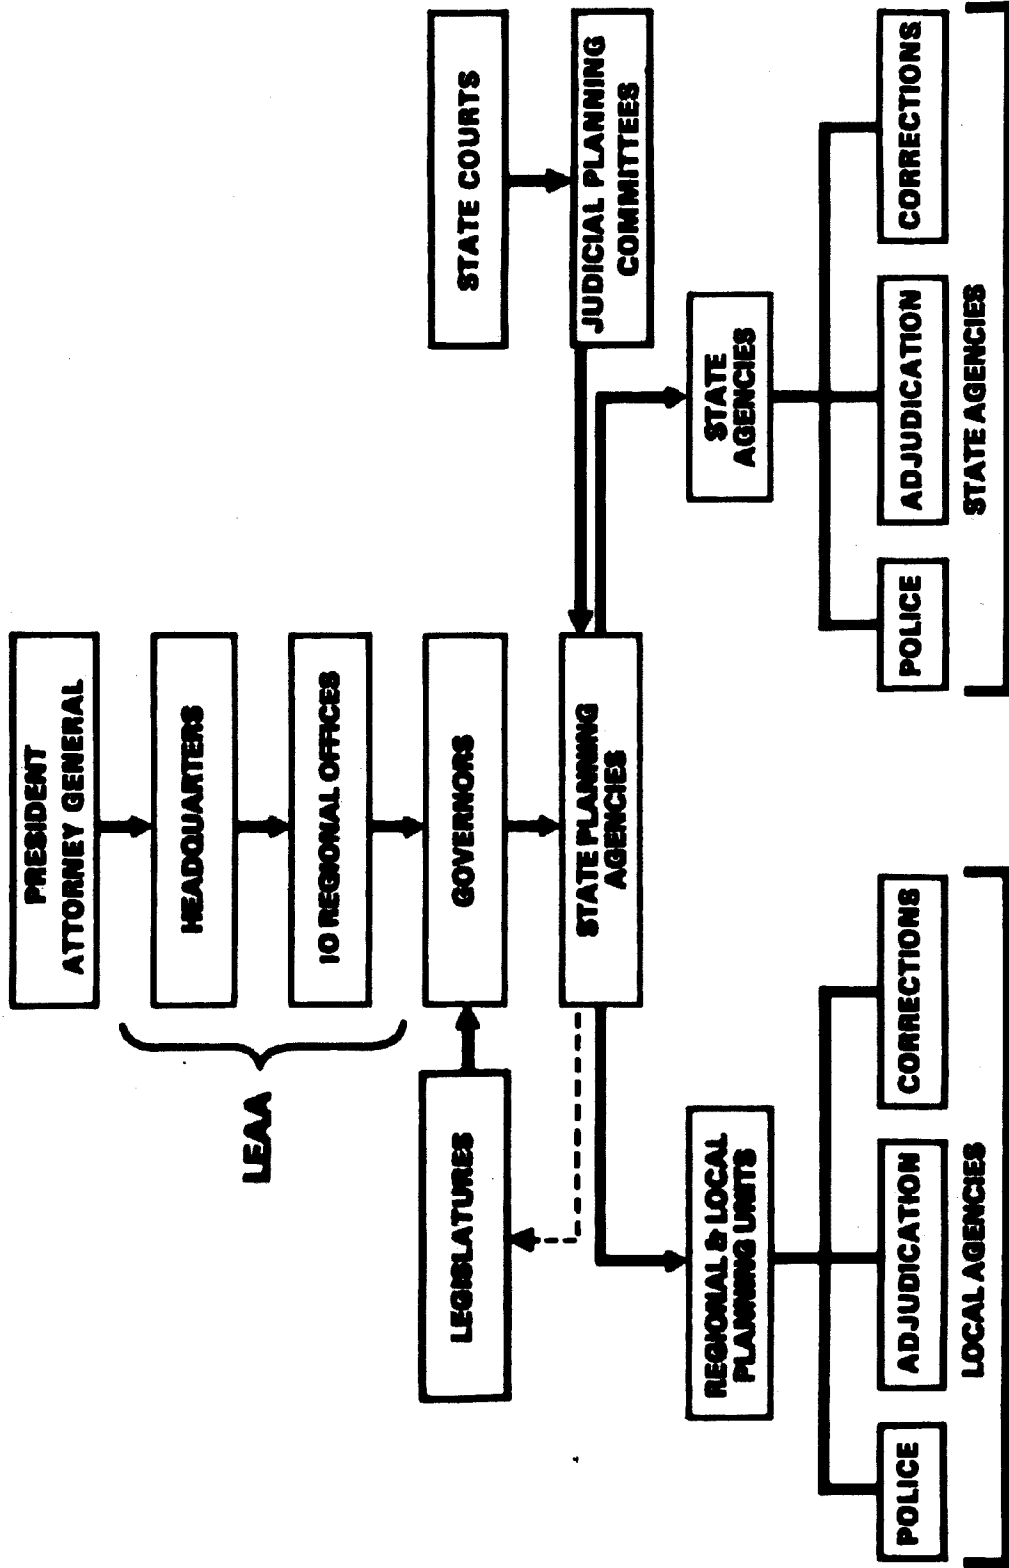 PRESIDENT
ATTORNEY GENERAL
HEADQUARTERS
10 REGIONAL OFFICES
LEAA
LEGISLATURES
GOVERNORS
STATE COURTS
STATE PLANNING
AGENCIES
JUDICIAL PLANNING
COMMITTEES
REGIONAL & LOCAL
PLANNING UNITS
STATE
AGENCIES
POLICE
ADJUDICATION
CORRECTIONS
LOCAL AGENCIES
POLICE
ADJUDICATION
CORRECTIONS
STATE AGENCIES